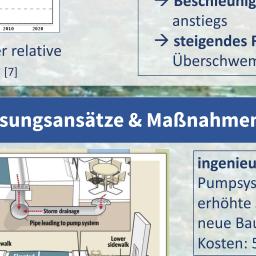 2010 2020
r relative
[7]
→ Beschleunig
anstiegs
→ steigendes
Überschwem
sungsansätze & Maßnahmen
Storm drainage
Pipe leading to pump system
walk
Lower
sidewalk
ingenieu
Pumpsys
erhöhte
neue Bau
Kosten: 5